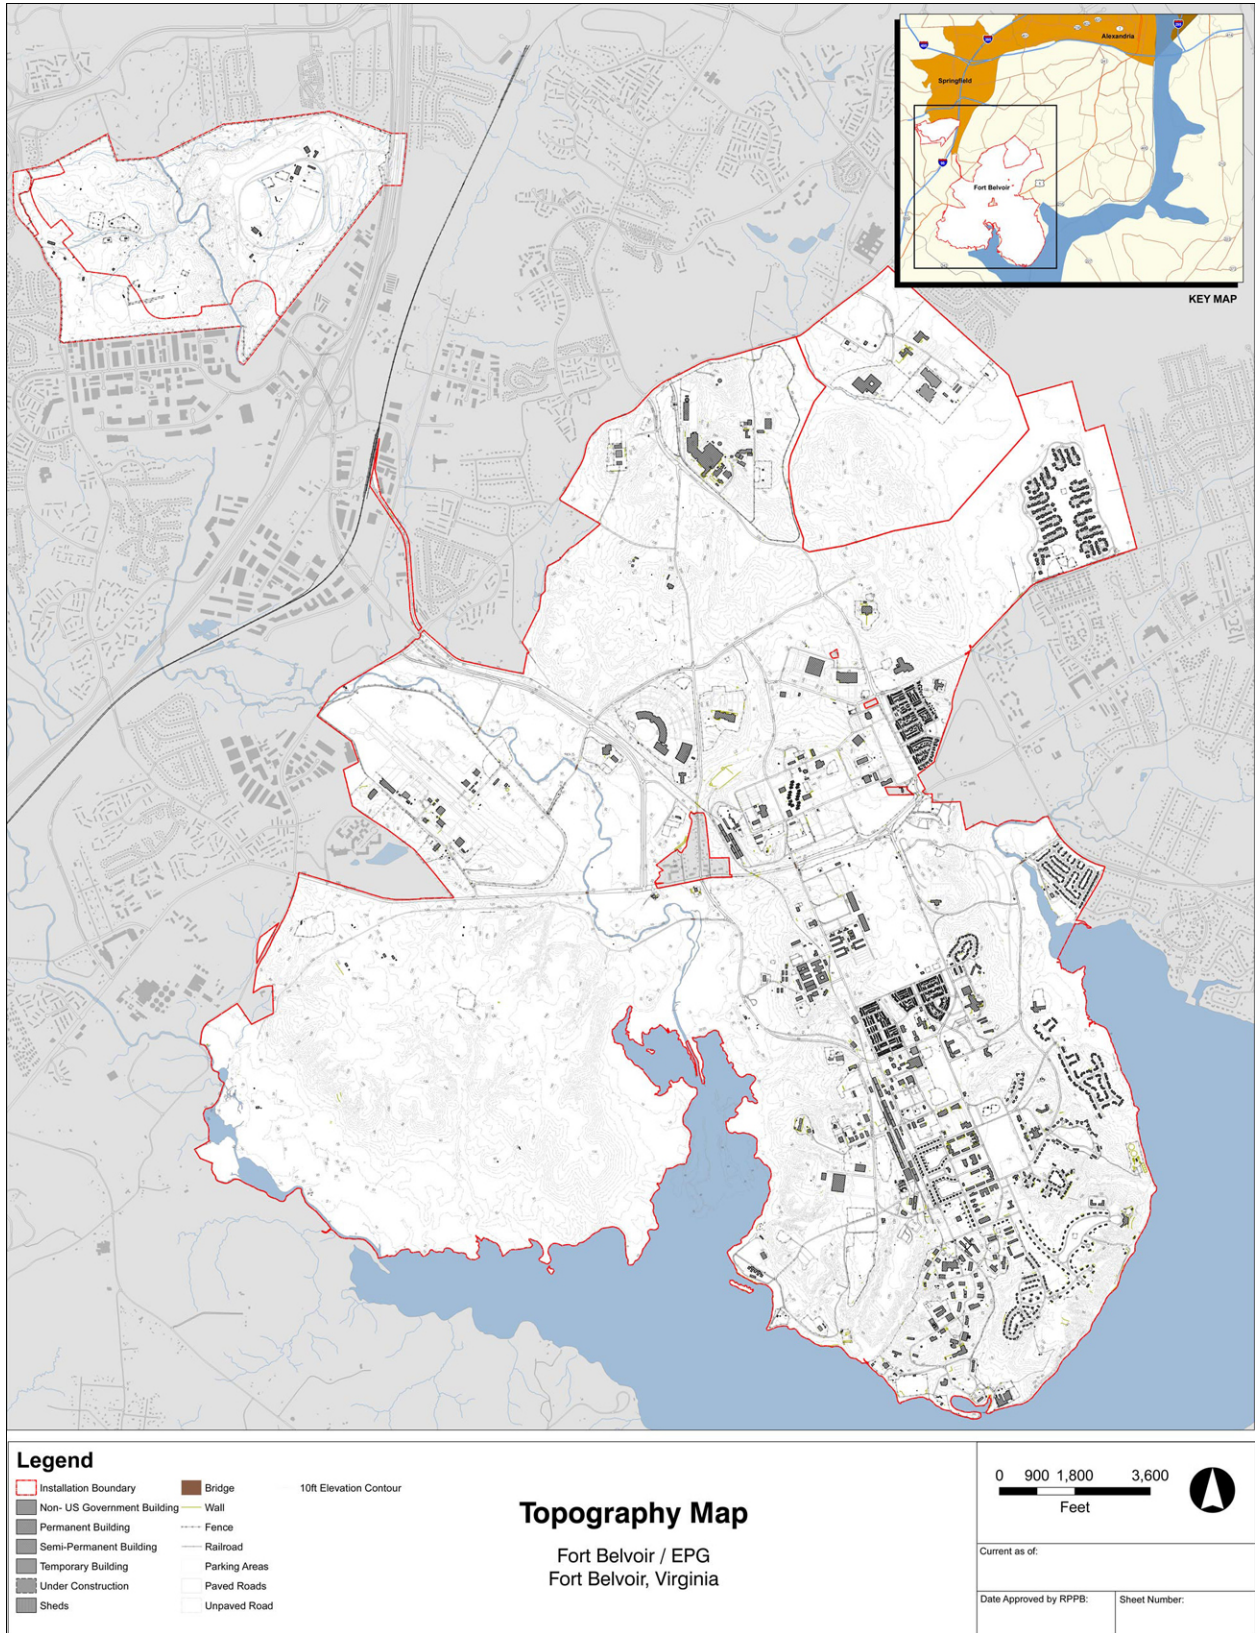 Alexandria
Springfield
Fort Belvoir
KEY MAP
Legend
Installation Boundary
Non- US Government Building
Permanent Building
Semi-Permanent Building
Temporary Building
Under Construction
Sheds
Bridge
Wall
Fence
Railroad
Parking Areas
Paved Roads
Unpaved Road
10ft Elevation Contour
Topography Map
Fort Belvoir / EPG
Fort Belvoir, Virginia
0 900 1,800 3,600
Feet
Current as of:
Date Approved by RPPB:
Sheet Number: